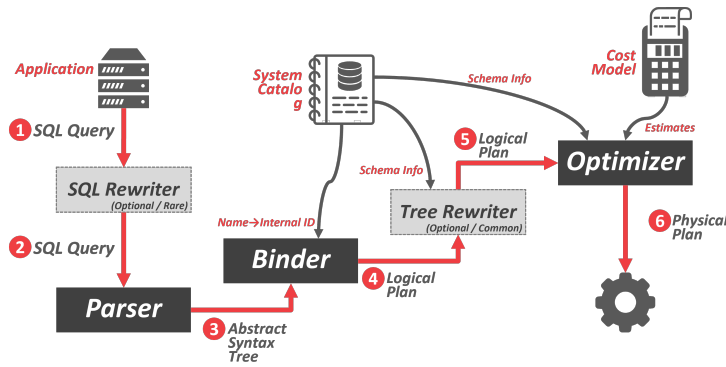 Application
1 SQL Query
SQL Rewriter
(Optional / Rare)
2 SQL Query
Parser
3 Abstract
Syntax
Tree
System
Catalo
g
Name→Internal ID
Binder
4 Logical
Plan
Schema Info
Tree Rewriter
(Optional / Common)
5 Logical
Plan
Schema Info
Cost
Model
Estimates
Optimizer
6 Physical
Plan